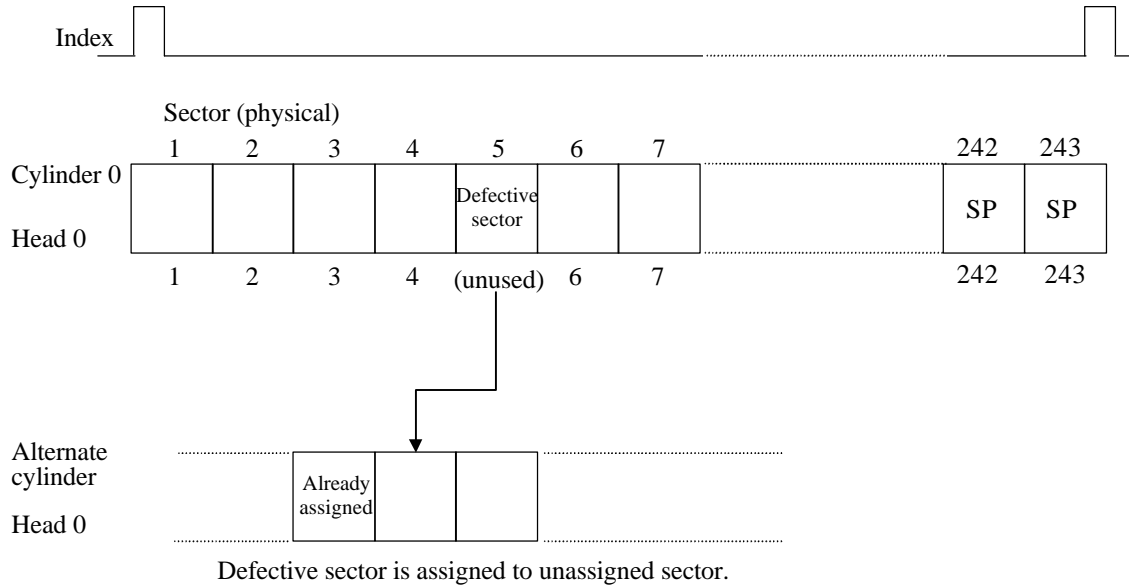 Index
Sector (physical)
1 2 3 4 5 6 7 242 243
Cylinder 0
Defective
sector
SP SP
Head 0
1 2 3 4 (unused) 6 7 242 243
Alternate
cylinder
Already
assigned
Head 0
Defective sector is assigned to unassigned sector.